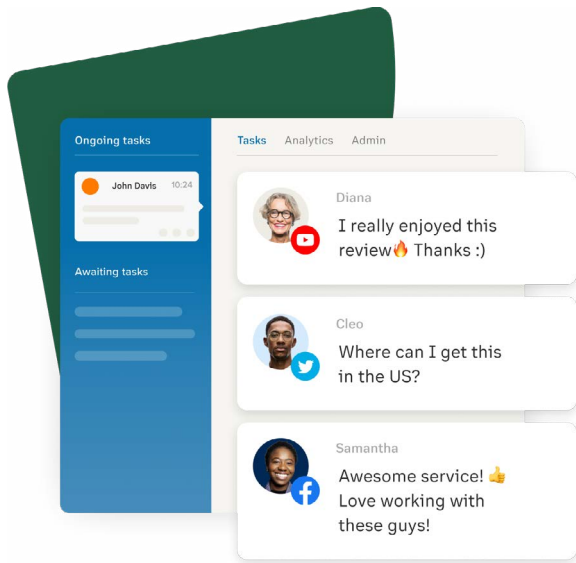 Ongoing tasks
John Davis 10:24
Awaiting tasks
Tasks Analytics Admin
Diana
I really enjoyed this
review🔥 Thanks :)
Cleo
Where can I get this
in the US?
Samantha
Awesome service! 👍
Love working with
these guys!